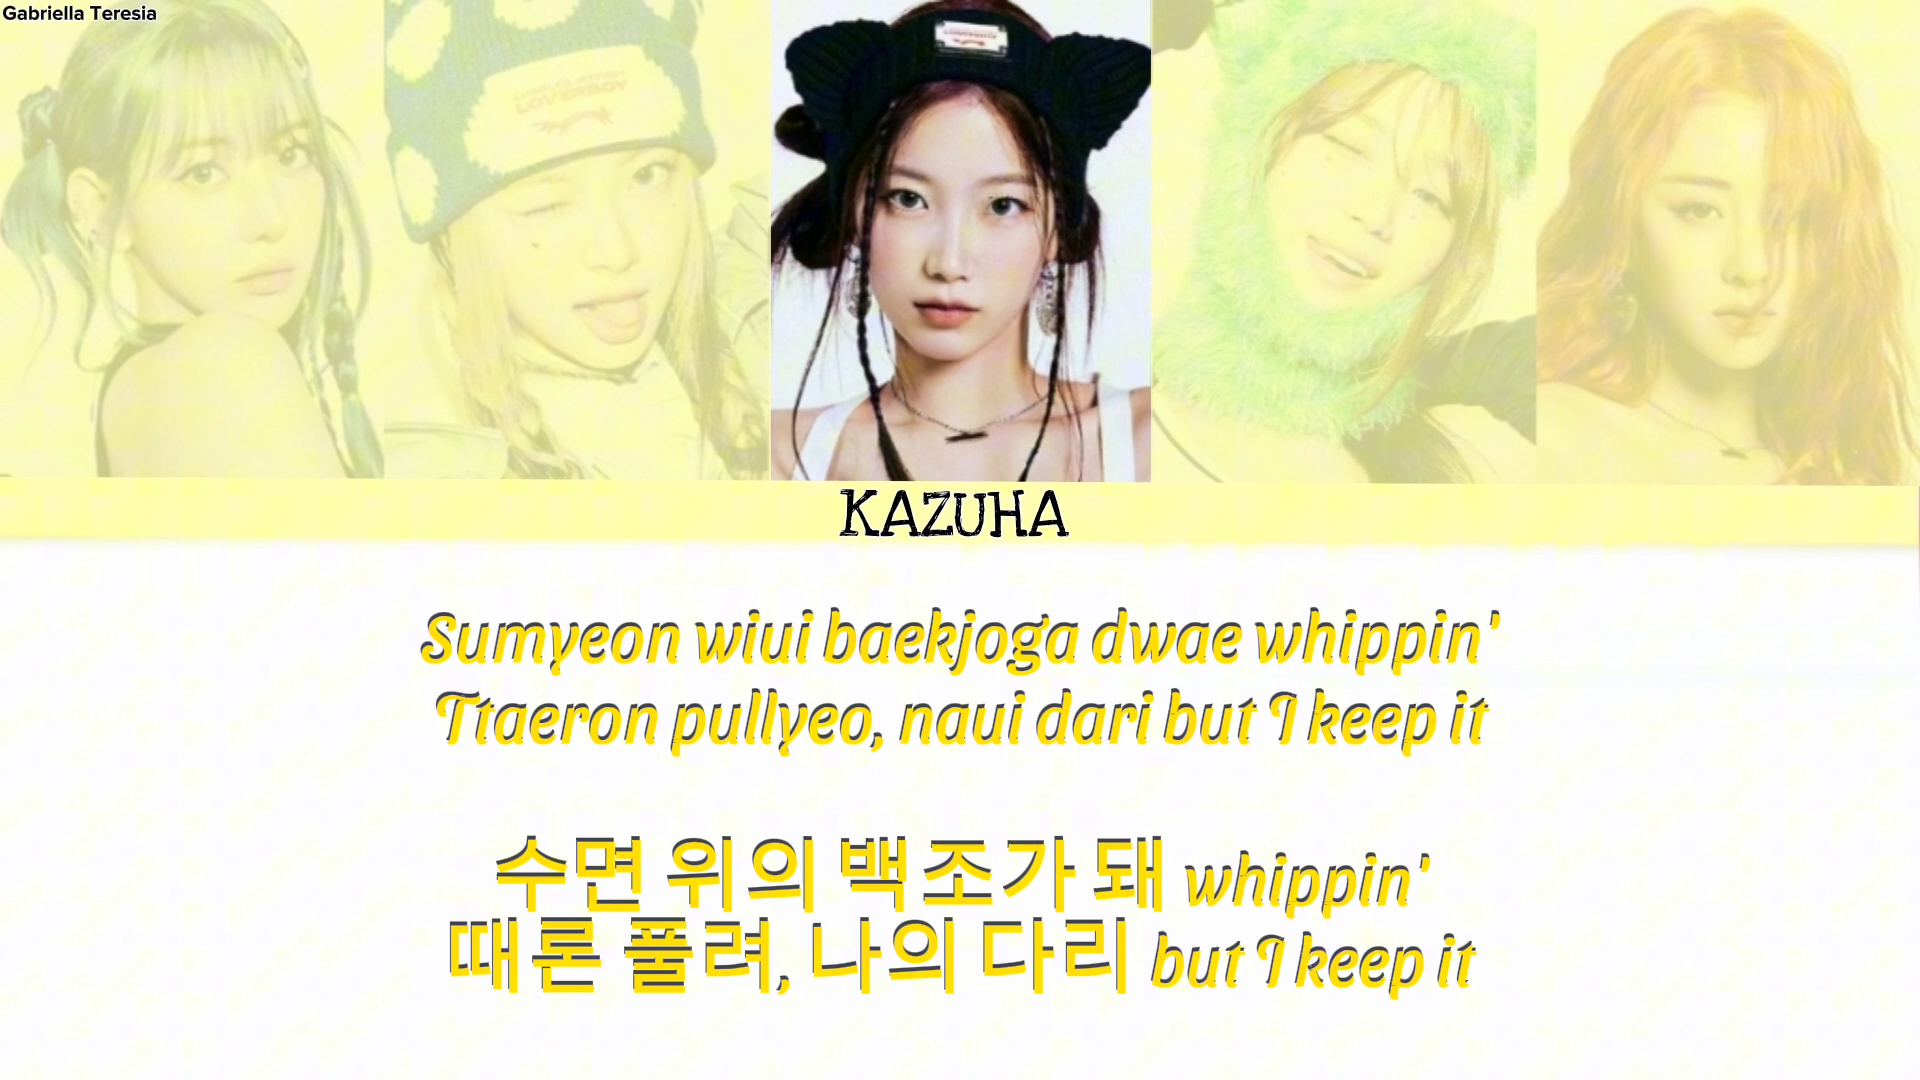 Gabriella Teresia
LOVERBOY
KAZUHA
Sumyeon wiui baekjoga dwae whippin'
Ttaeron pullyeo, naui dari but I keep it
수면 위의 백조가 돼 whippin'
때론 풀려, 나의 다리 but I keep it